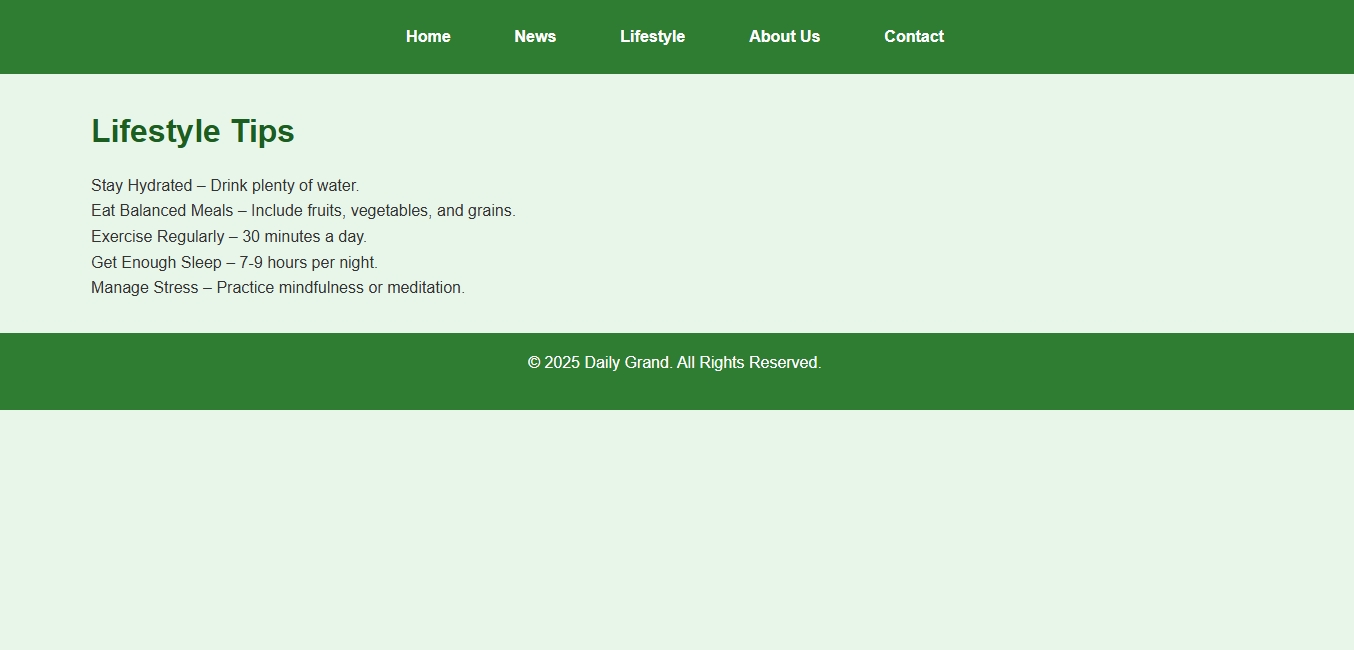 Home News Lifestyle About Us Contact
Lifestyle Tips
Stay Hydrated – Drink plenty of water.
Eat Balanced Meals – Include fruits, vegetables, and grains.
Exercise Regularly – 30 minutes a day.
Get Enough Sleep – 7-9 hours per night.
Manage Stress – Practice mindfulness or meditation.
© 2025 Daily Grand. All Rights Reserved.